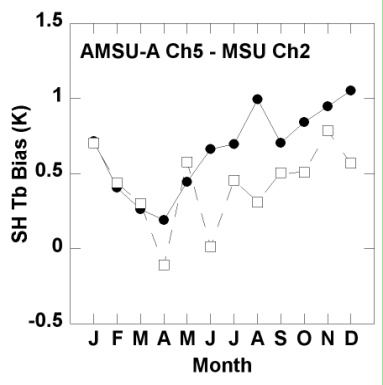 1.5
AMSU-A Ch5 - MSU Ch2
1
0.5
0
-0.5
SH Tb Bias (K)
J F M A M J J A S O N D
Month